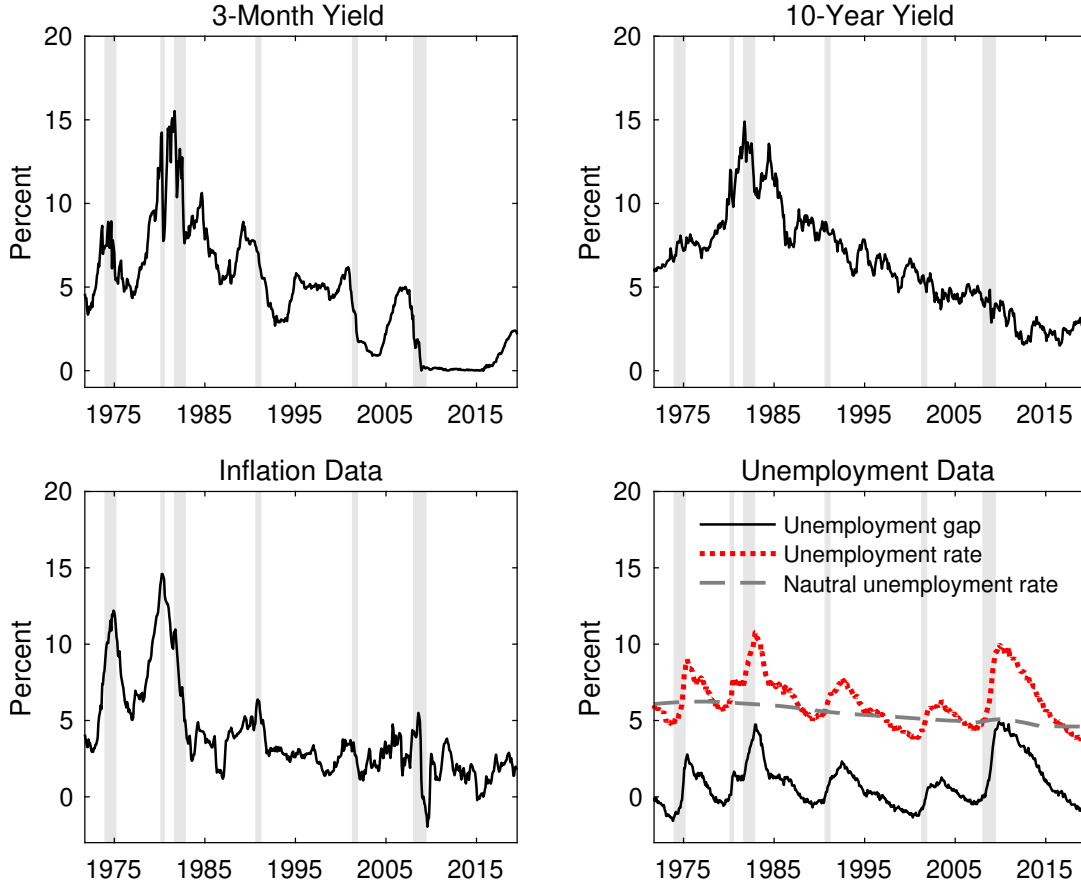 3-Month Yield
20
15
10
5
0
Percent
1975 1985 1995 2005 2015
10-Year Yield
20
15
10
5
0
Percent
1975 1985 1995 2005 2015
Inflation Data
20
15
10
5
0
Percent
1975 1985 1995 2005 2015
Unemployment Data
20
15
10
5
0
Percent
Unemployment gap
Unemployment rate
Nautral unemployment rate
1975 1985 1995 2005 2015